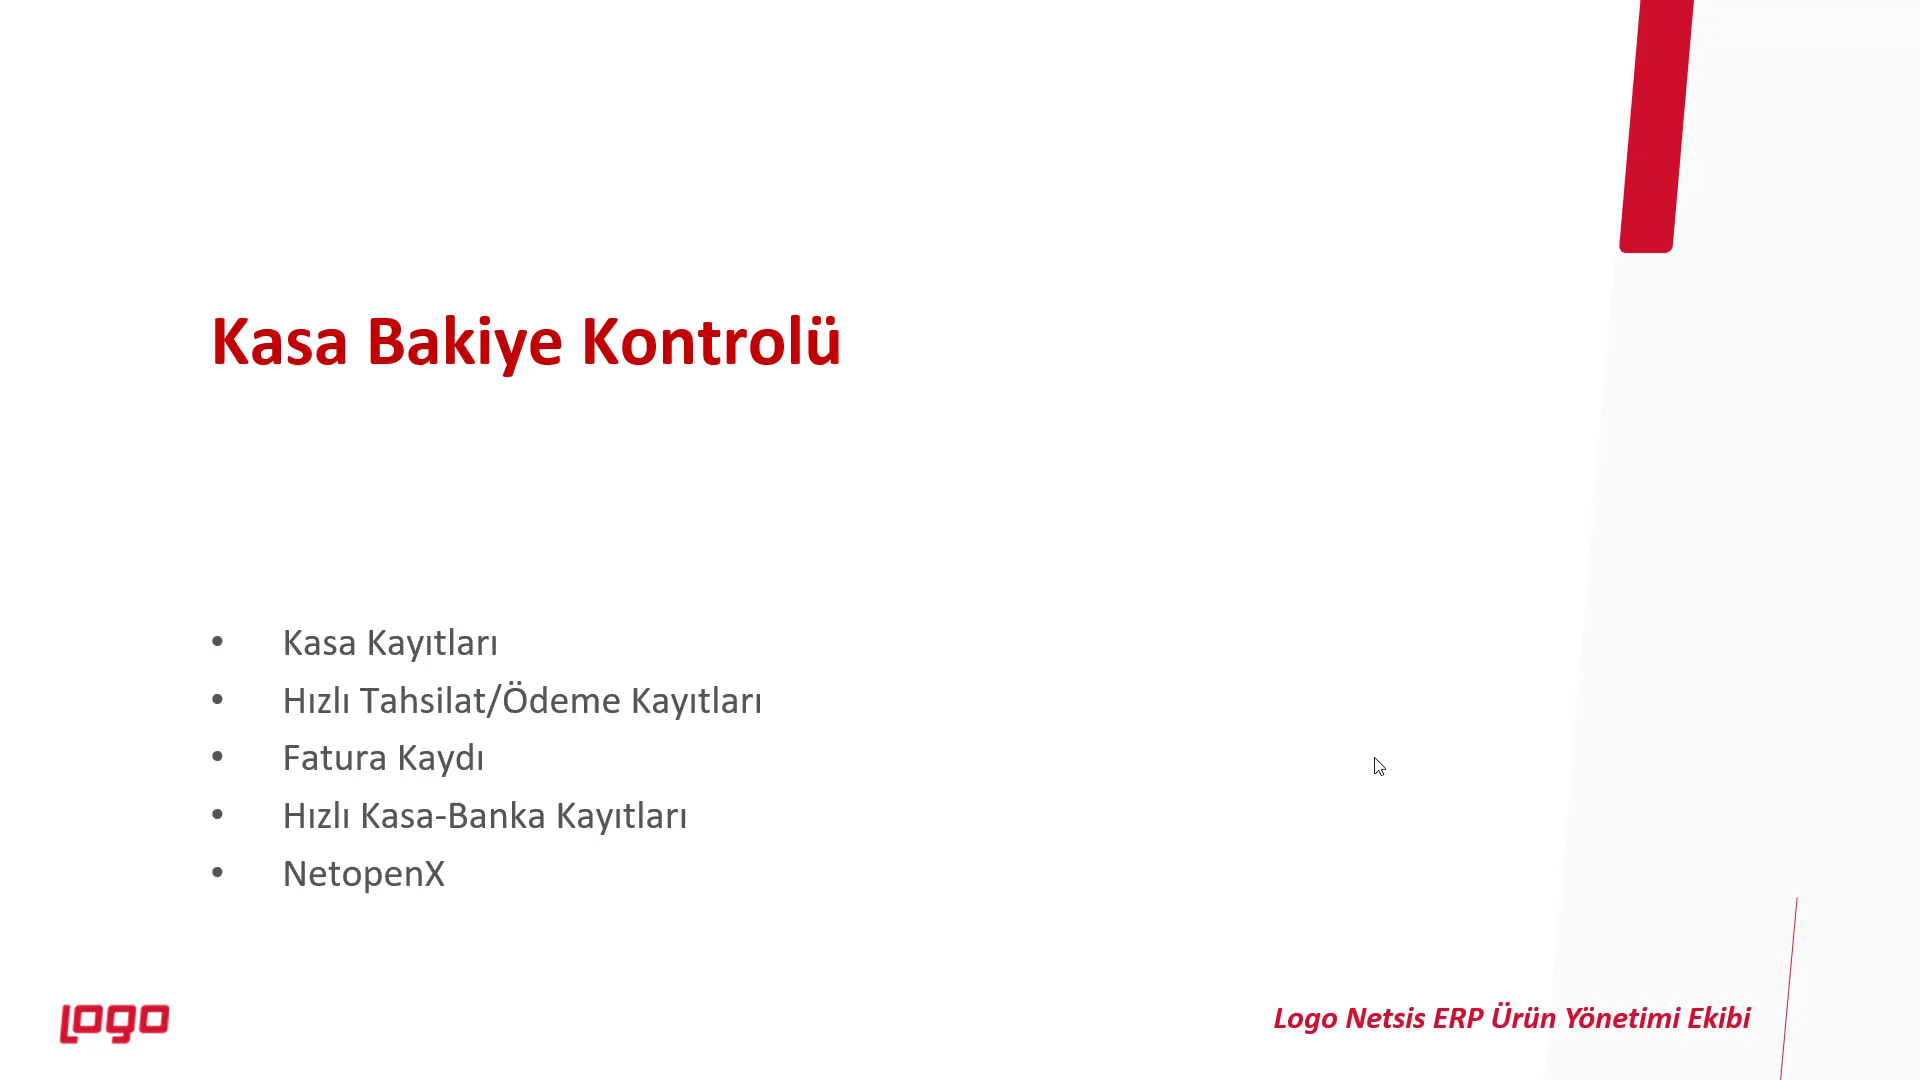 Kasa Bakiye Kontrolü
• Kasa Kayıtları
• Hızlı Tahsilat/Ödeme Kayıtları
• Fatura Kaydı
• Hızlı Kasa-Banka Kayıtları
• NetopenX
LOGO
Logo Netsis ERP Ürün Yönetimi Ekibi